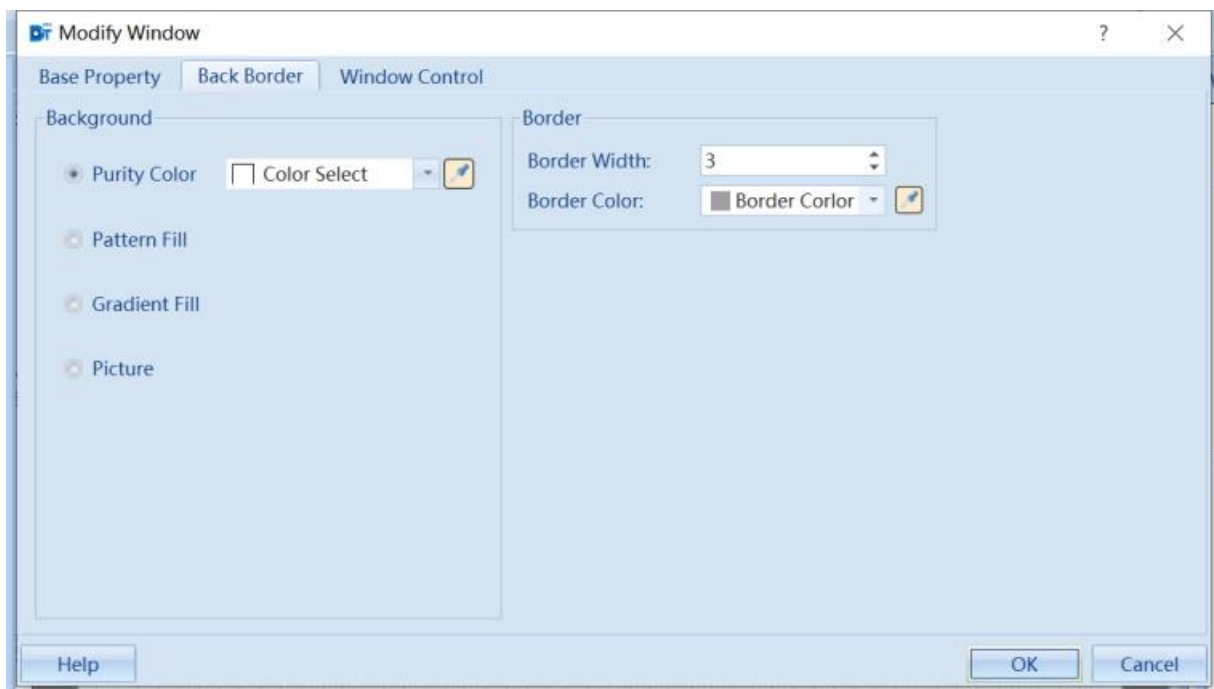 DT Modify Window
?
Base Property Back Border Window Control
Background
Purity Color Color Select
Pattern Fill
Gradient Fill
Picture
Border
Border Width: 3
Border Color: Border Corlor
Help OK Cancel